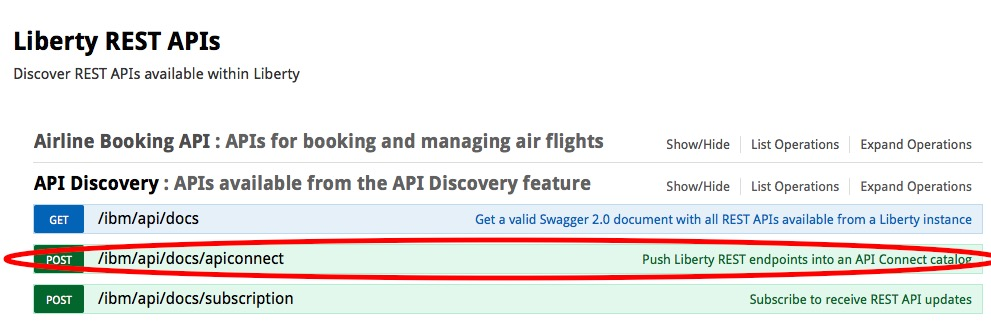 Liberty REST APIs
Discover REST APIs available within Liberty
Airline Booking API : APIs for booking and managing air flights Show/Hide List Operations Expand Operations
API Discovery : APIs available from the API Discovery feature Show/Hide List Operations Expand Operations
GET /ibm/api/docs Get a valid Swagger 2.0 document with all REST APIs available from a Liberty instance
POST /ibm/api/docs/apiconnect Push Liberty REST endpoints into an API Connect catalog
POST /ibm/api/docs/subscription Subscribe to receive REST API updates